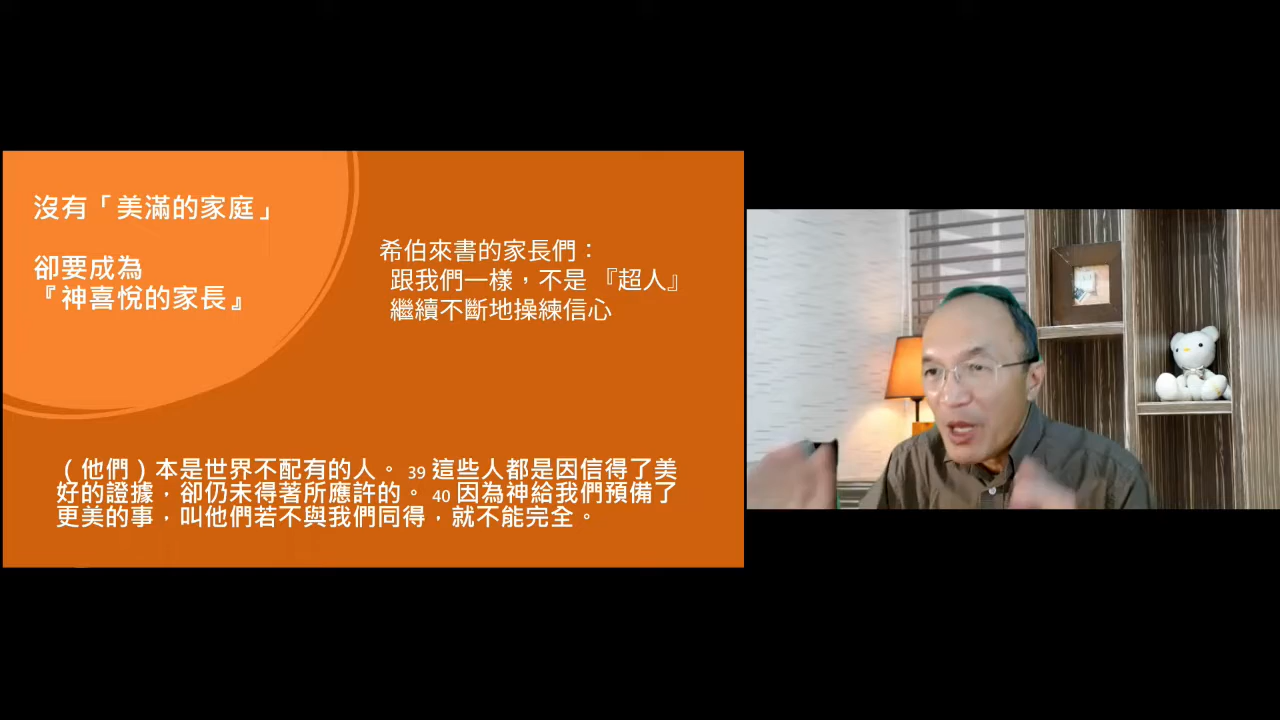 沒有「美滿的家庭」
卻要成為
『神喜悅的家長』
希伯來書的家長們：
跟我們一樣，不是『超人』
繼續不斷地操練信心
（他們）本是世界不配有的人。39 這些人都是因信得了美
好的證據，卻仍未得著所應許的。40 因為神給我們預備了
更美的事，叫他們若不與我們同得，就不能完全。